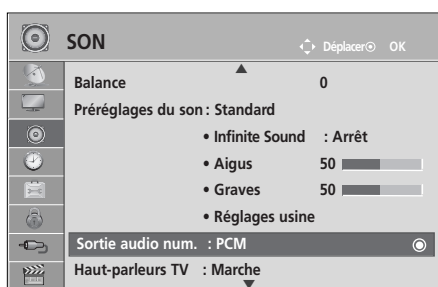 SON Déplacer OK
Balance 0
Préréglages du son : Standard
• Infinite Sound : Arrêt
• Aigus 50
• Graves 50
• Réglages usine
Sortie audio num. : PCM
Haut-parleurs TV : Marche